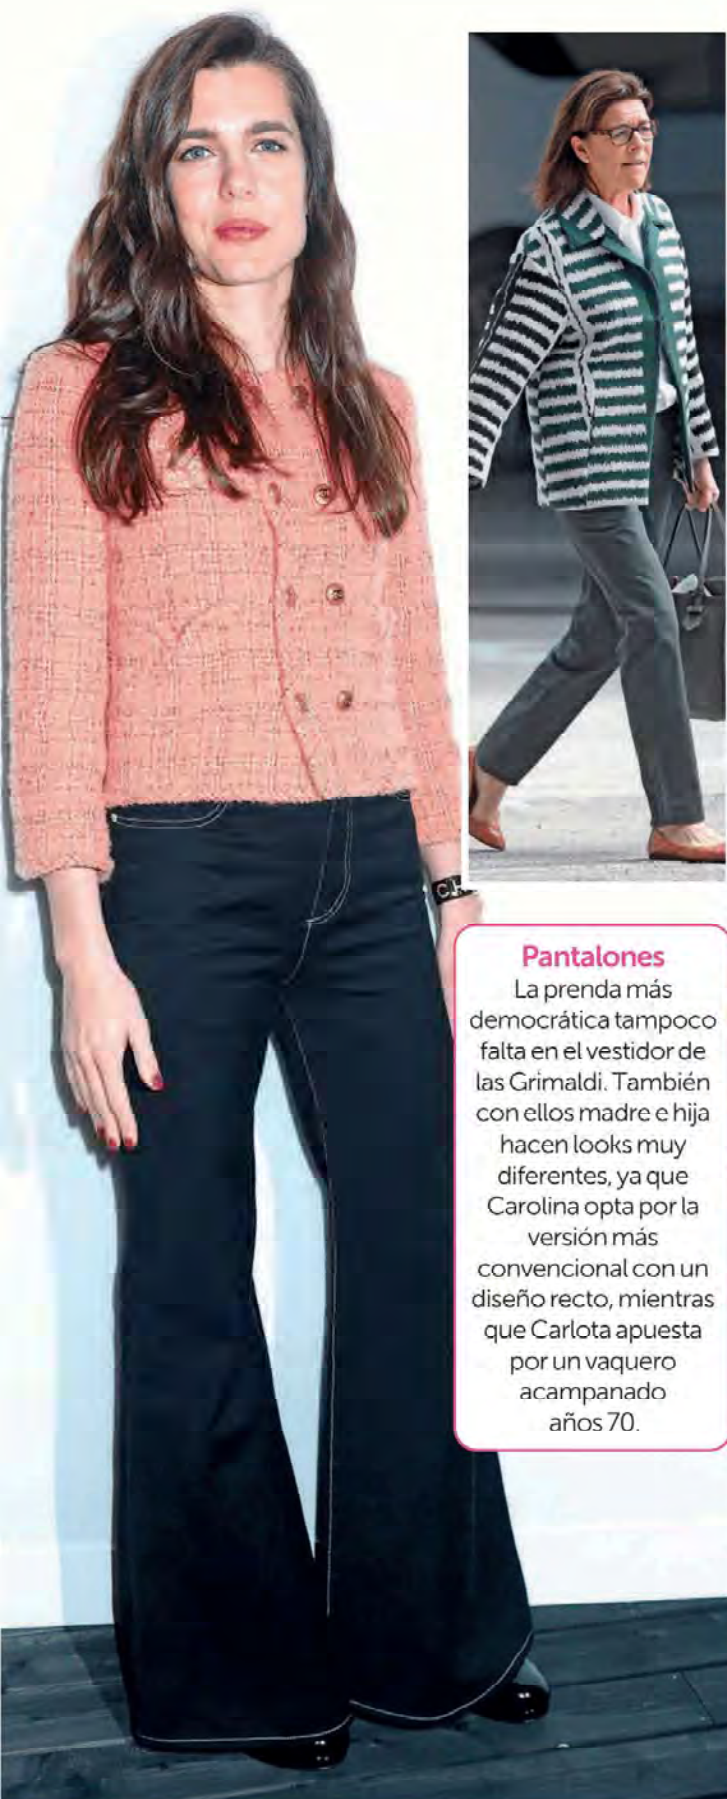 Pantalones
La prenda más
democrática tampoco
falta en el vestidor de
las Grimaldi. También
con ellos madre e hija
hacen looks muy
diferentes, ya que
Carolina opta por la
versión más
convencional con un
diseño recto, mientras
que Carlota apuesta
por un vaquero
acampanado
años 70.